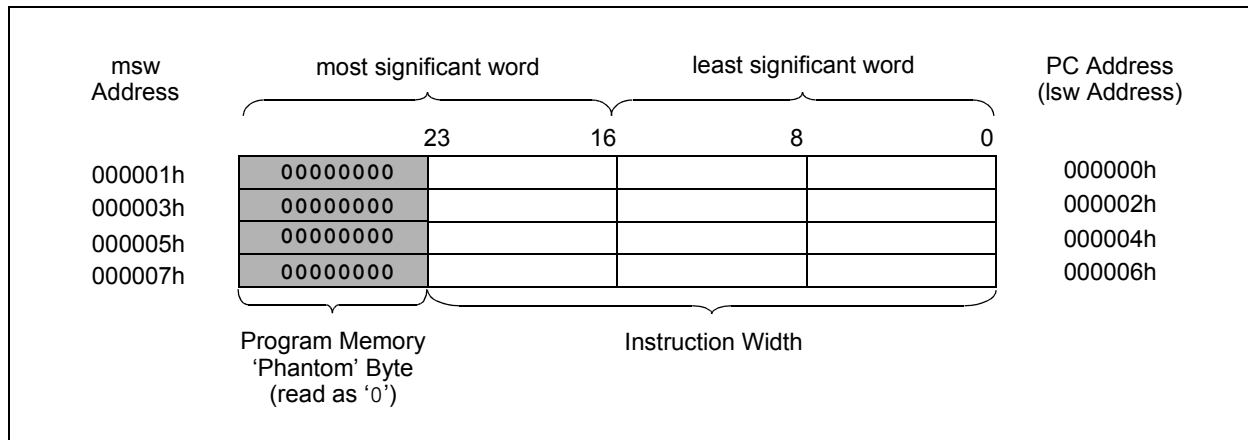 msw
Address
most significant word
least significant word
PC Address
(lsw Address)
23 16 8 0
000001h 00000000 000000h
000003h 00000000 000002h
000005h 00000000 000004h
000007h 00000000 000006h
Program Memory
‘Phantom’ Byte
(read as ‘0’)
Instruction Width